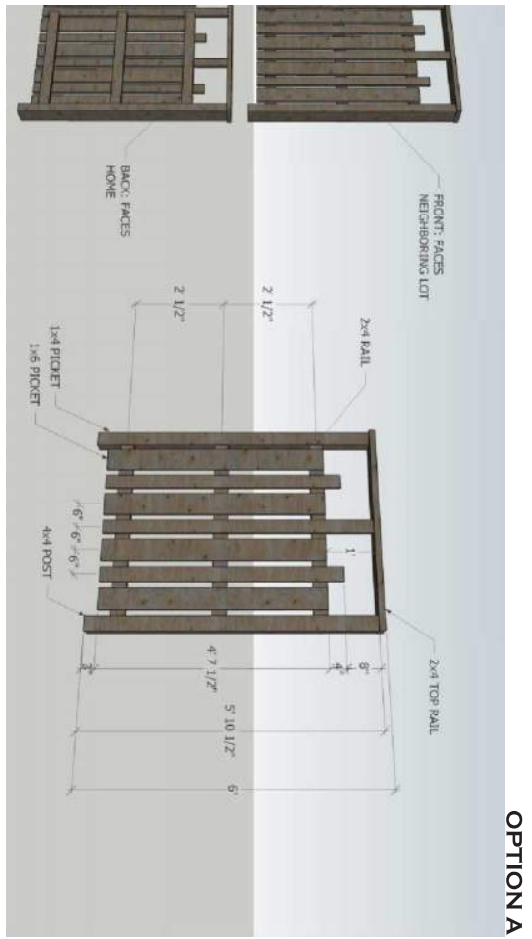 OPTION A
FRONT: FACES
NEIGHBORING LOT
BACK: FACES
HOME
2x4 RAIL
2x4 TOP RAIL
2' 1/2"
2' 1/2"
1'
8"
4"
4' 7 1/2"
5' 10 1/2"
6'
6"
6"
6"
1x4 PICKET
1x6 PICKET
4x4 POST